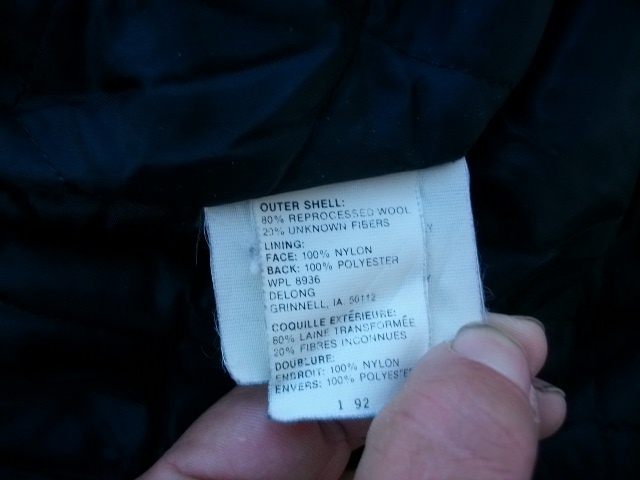 OUTER SHELL:
80% REPROCESSED WOOL
20% UNKNOWN FIBERS
LINING:
FACE: 100% NYLON
BACK: 100% POLYESTER
WPL 8936
DELONG
GRINNELL, IA. 50112
COQUILLE EXTÉRIEURE:
80% LAINE TRANSFORMÉE
20% FIBRES INCONNUES
DOUBLURE:
ENDROIT: 100% NYLON
ENVERS: 100% POLYESTER
1 92